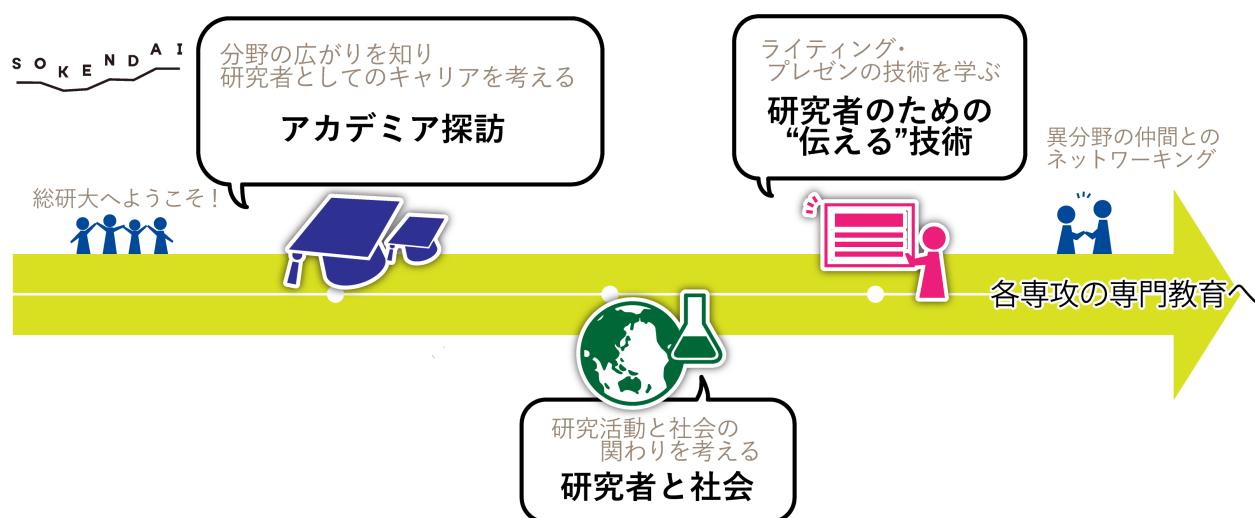 SOKENDAI
分野の広がりを知り
研究者としてのキャリアを考える
アカデミア探訪
ライティング・
プレゼンの技術を学ぶ
研究者のための
“伝える”技術
異分野の仲間との
ネットワーキング
総研大へようこそ！
各専攻の専門教育へ
研究活動と社会の
関わりを考える
研究者と社会